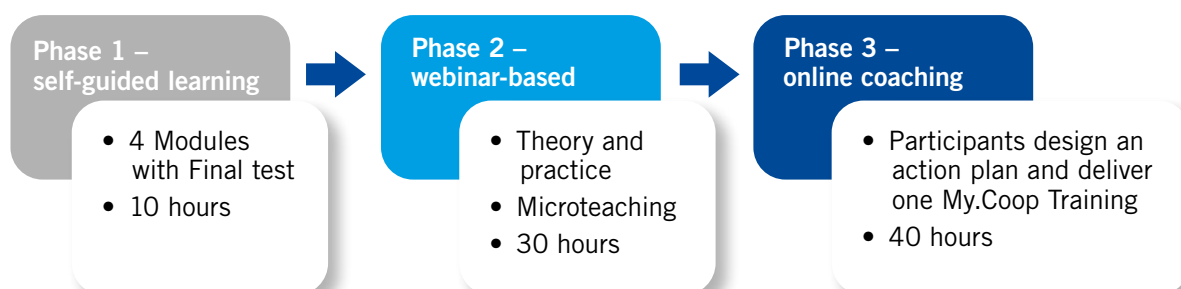 Phase 1 –
self-guided learning
• 4 Modules
with Final test
• 10 hours
Phase 2 –
webinar-based
• Theory and
practice
• Microteaching
• 30 hours
Phase 3 –
online coaching
• Participants design an
action plan and deliver
one My.Coop Training
• 40 hours